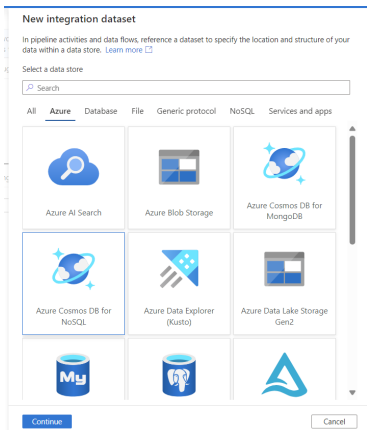 New integration dataset
In pipeline activities and data flows, reference a dataset to specify the location and structure of your
data within a data store. Learn more
Select a data store
Search
All Azure Database File Generic protocol NoSQL Services and apps
Azure AI Search
Azure Blob Storage
Azure Cosmos DB for
MongoDB
Azure Cosmos DB for
NoSQL
Azure Data Explorer
(Kusto)
Azure Data Lake Storage
Gen2
My
Continue
Cancel